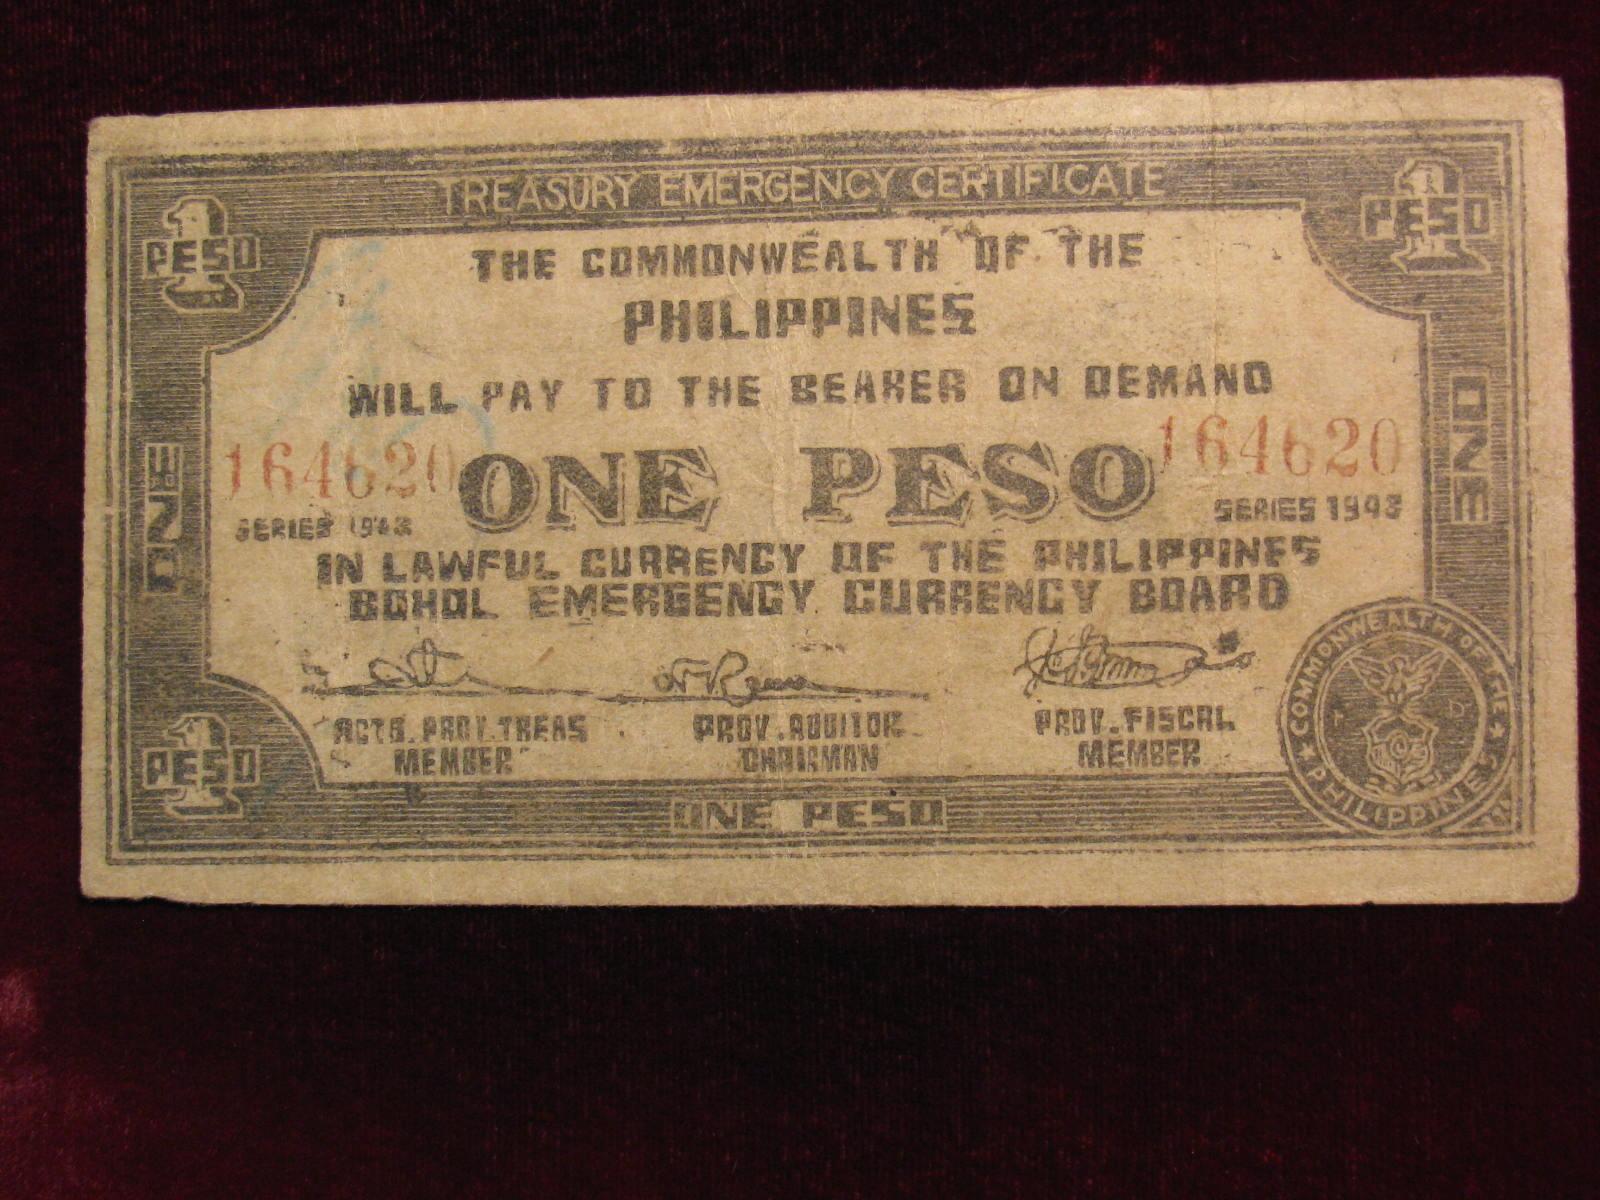 TREASURY EMERGENCY CERTIFICATE
1 PESO
1 PESO
THE COMMONWEALTH OF THE
PHILIPPINES
WILL PAY TO THE BEARER ON DEMAND
164620
164620
ONE PESO
SERIES 1943
SERIES 1943
ONE
ONE
IN LAWFUL CURRENCY OF THE PHILIPPINES
BOHOL EMERGENCY CURRENCY BOARD
ACTG. PROV. TREAS
MEMBER
PROV. AUDITOR
CHAIRMAN
PROV. FISCAL
MEMBER
1 PESO
ONE PESO
COMMONWEALTH OF THE PHILIPPINES